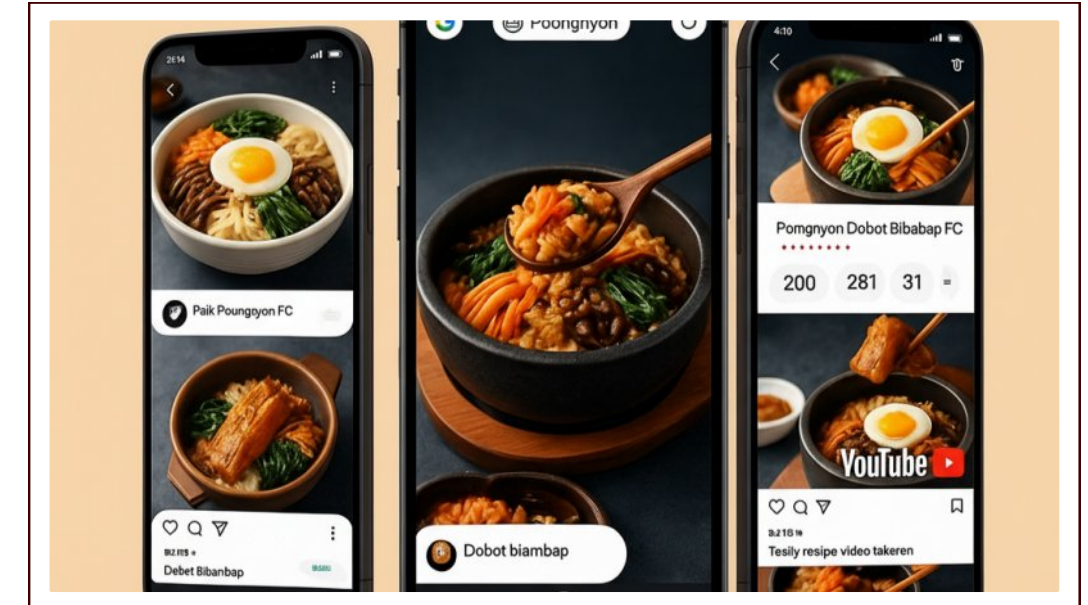 2614
Paik Poungnyon FC
Debet Bibanbap
Poongnyon
Dobot biambap
4:10
Pomgnyon Dobot Bibabap FC
200 281 31 =
YouTube
Tesily resipe video takeren